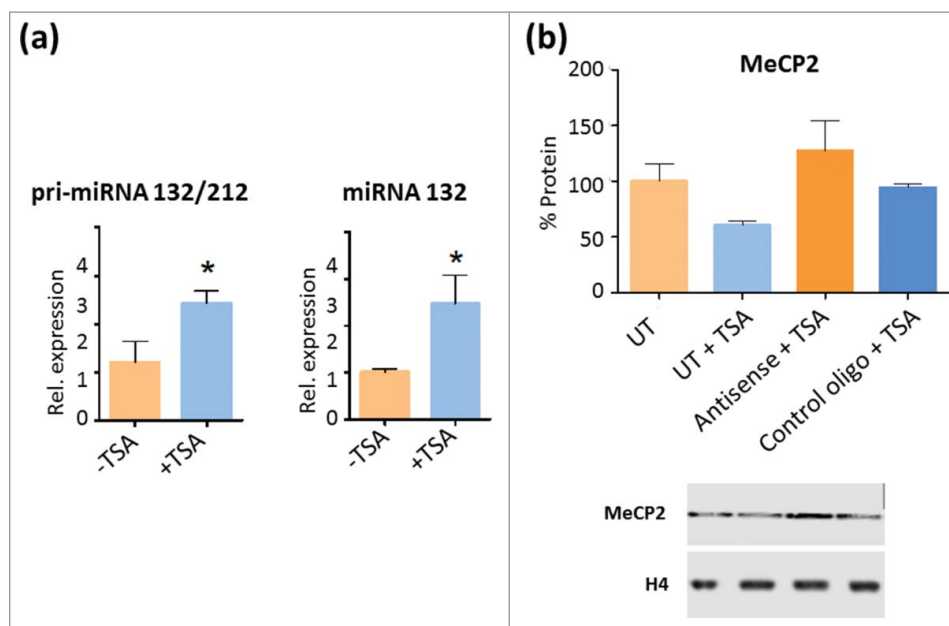 (a)
pri-miRNA 132/212
Rel. expression
4
3
2
1
0
*
-TSA
+TSA
miRNA 132
Rel. expression
4
3
2
1
0
*
-TSA
+TSA
(b)
MeCP2
% Protein
200
150
100
50
0
UT
UT + TSA
Antisense + TSA
Control oligo + TSA
MeCP2
H4